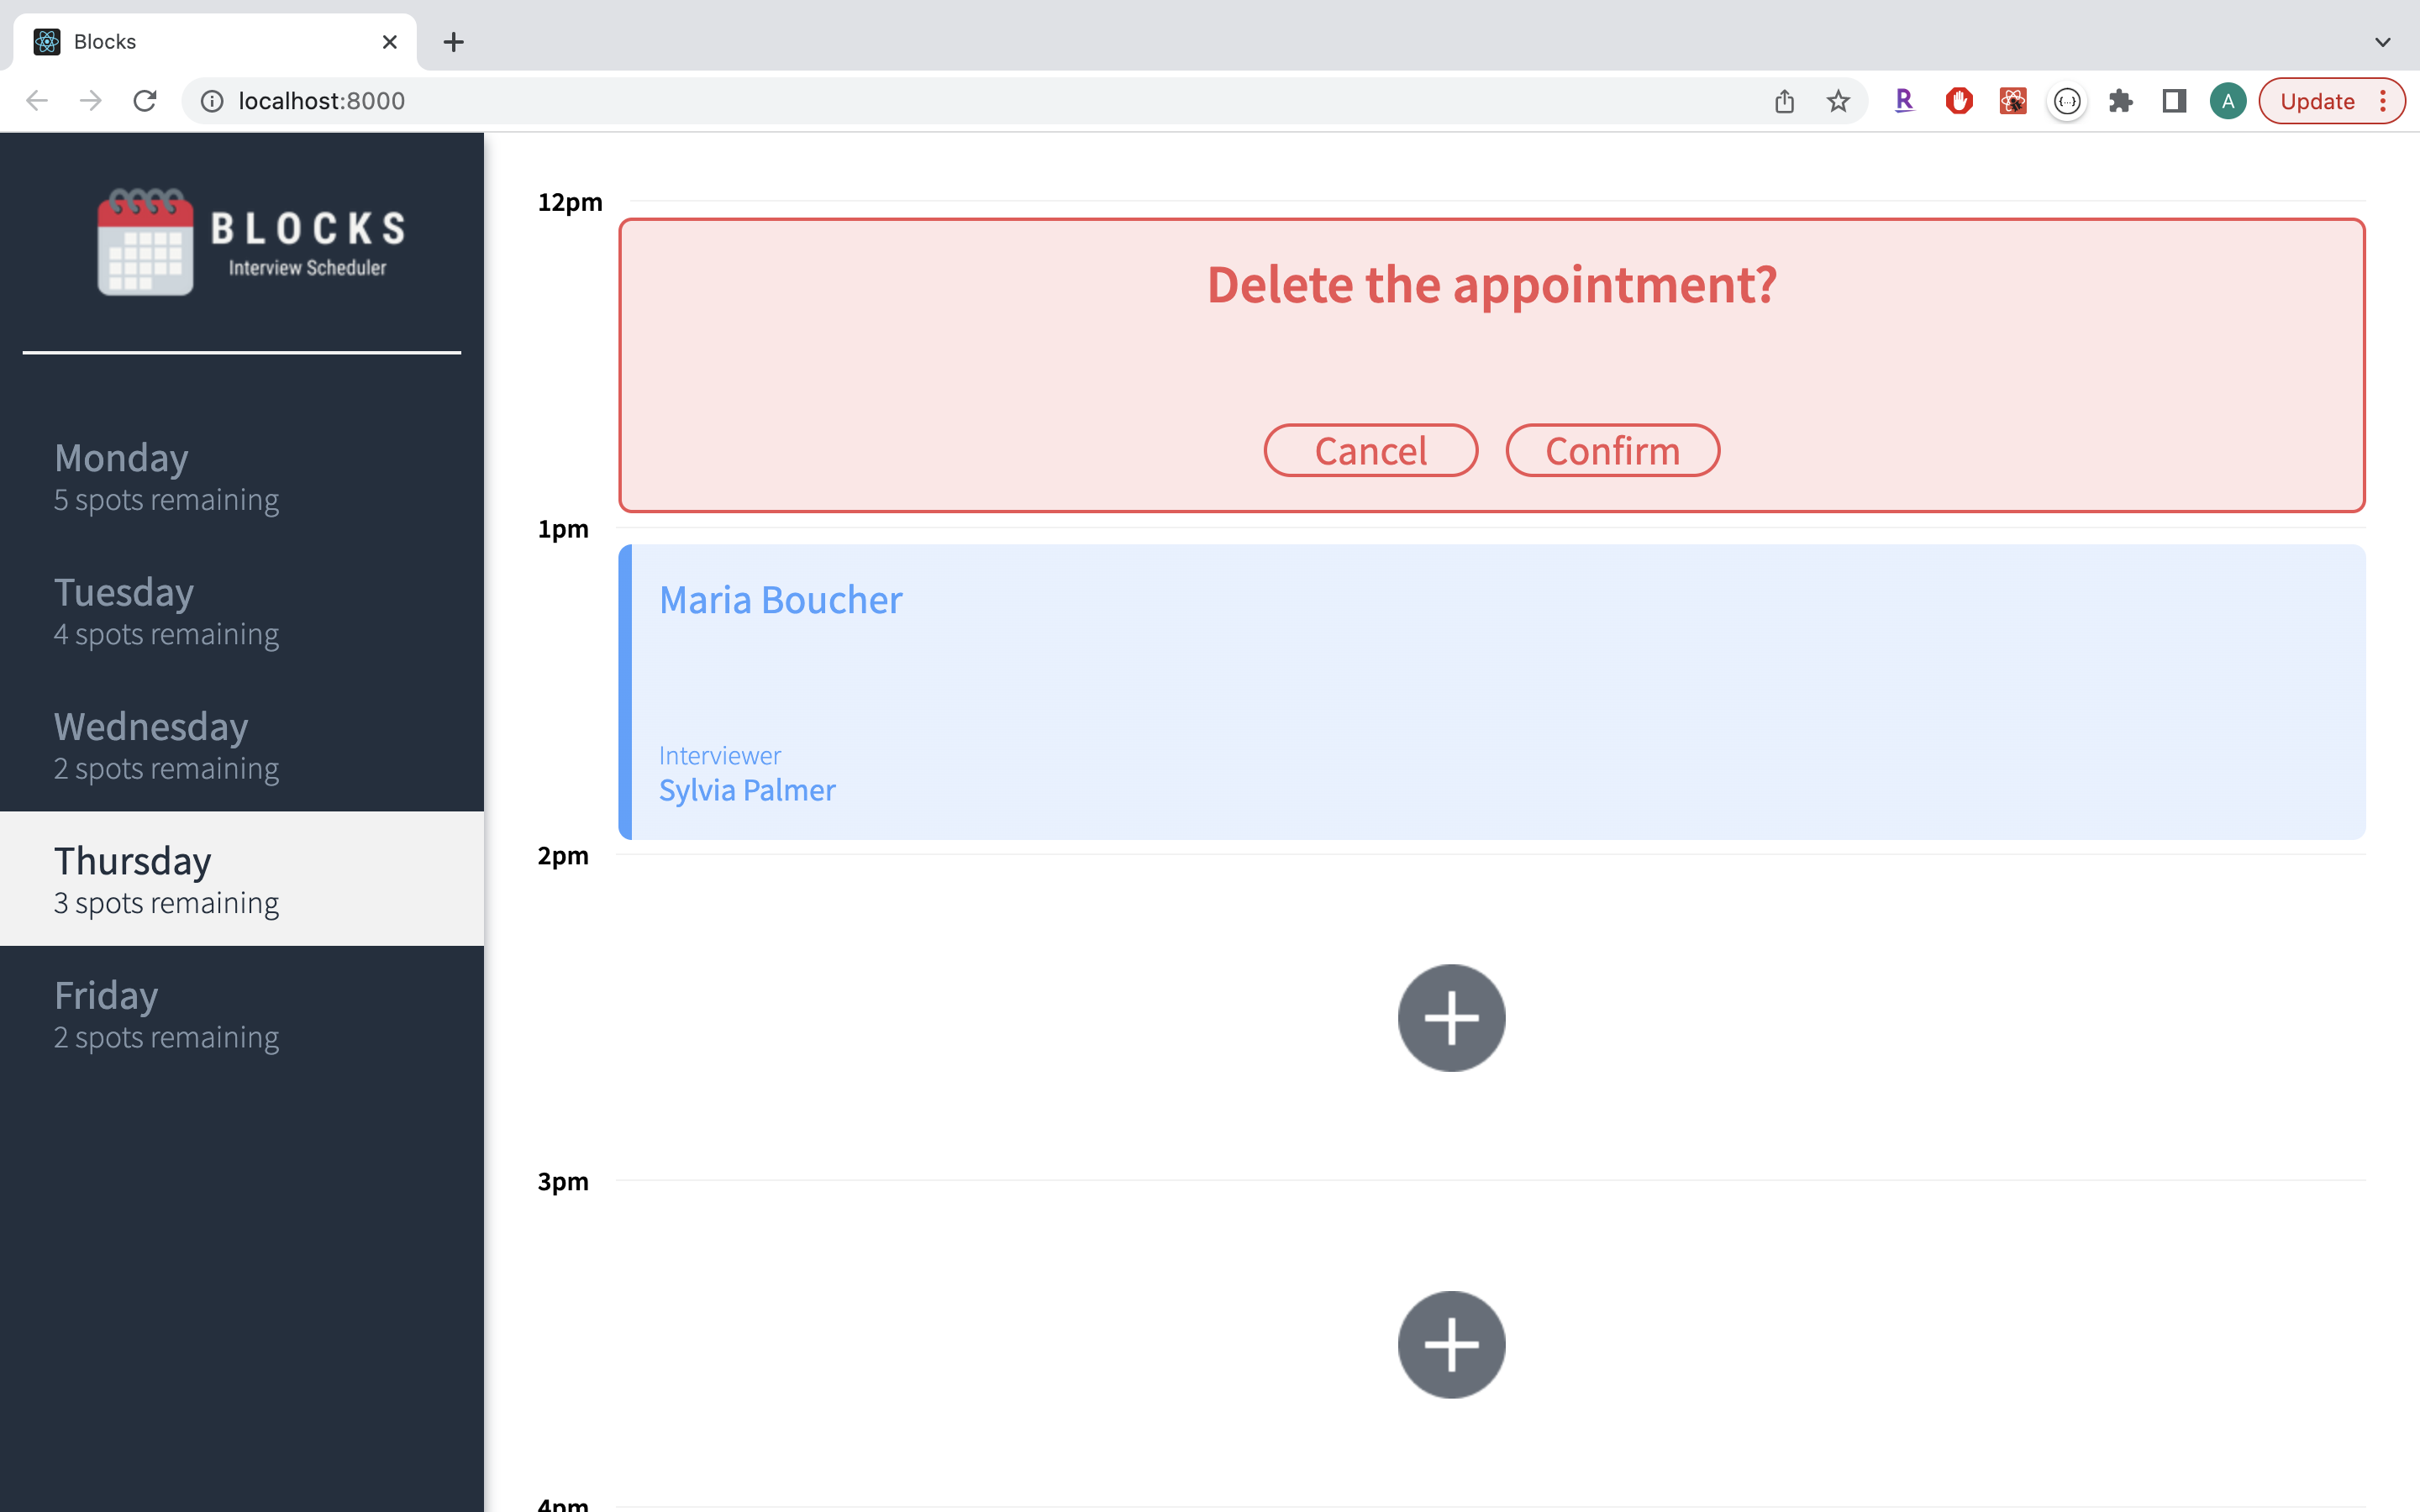 Blocks
localhost:8000
R
A
Update
BLOCKS
Interview Scheduler
Monday
5 spots remaining
Tuesday
4 spots remaining
Wednesday
2 spots remaining
Thursday
3 spots remaining
Friday
2 spots remaining
12pm
Delete the appointment?
Cancel
Confirm
1pm
Maria Boucher
Interviewer
Sylvia Palmer
2pm
3pm
4pm